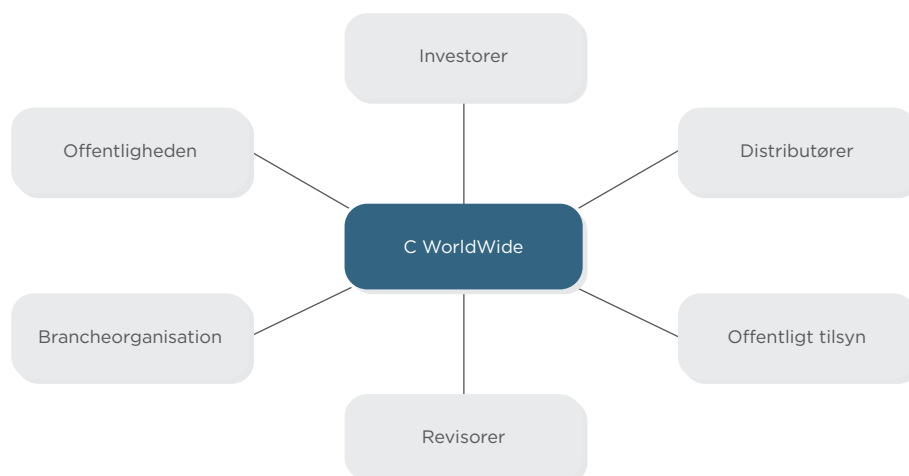 Investorer
Offentligheden
Distributører
C WorldWide
Brancheorganisation
Offentligt tilsyn
Revisorer